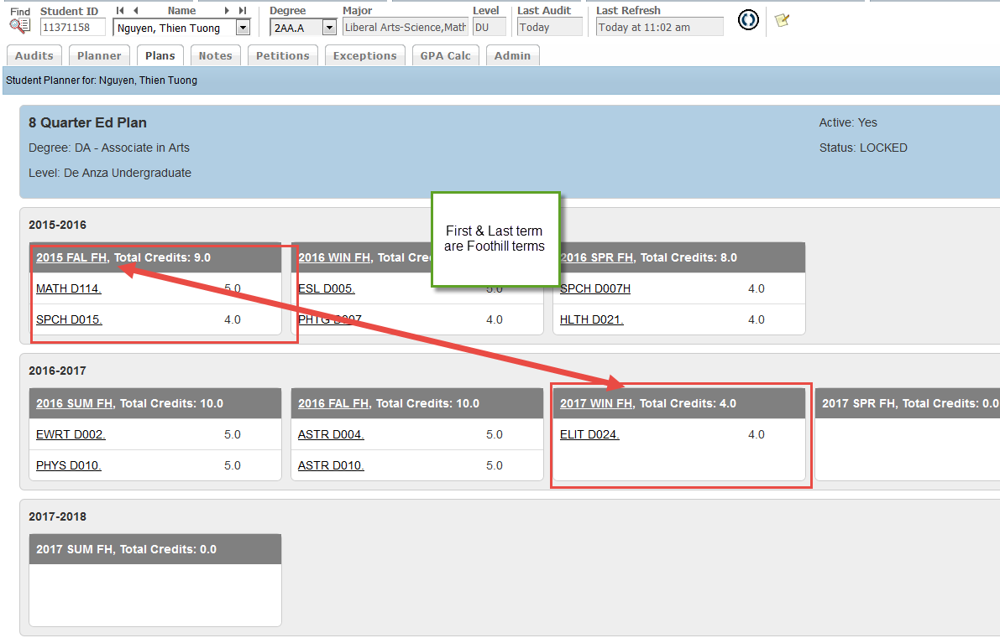 Find Student ID Name Degree Major Level Last Audit Last Refresh
11371158 Nguyen, Thien Tuong 2AA.A Liberal Arts-Science,Math DU Today Today at 11:02 am
Audits Planner Plans Notes Petitions Exceptions GPA Calc Admin
Student Planner for: Nguyen, Thien Tuong
8 Quarter Ed Plan Active: Yes
Degree: DA - Associate in Arts Status: LOCKED
Level: De Anza Undergraduate
First & Last term
are Foothill terms
2015-2016
2015 FAL FH, Total Credits: 9.0 2016 WIN FH, Total Cre 2016 SPR FH, Total Credits: 8.0
MATH D114. 5.0 ESL D005. 5.0 SPCH D007H 4.0
SPCH D015. 4.0 PHTG D007 4.0 HLTH D021. 4.0
2016-2017
2016 SUM FH, Total Credits: 10.0 2016 FAL FH, Total Credits: 10.0 2017 WIN FH, Total Credits: 4.0 2017 SPR FH, Total Credits: 0.0
EWRT D002. 5.0 ASTR D004. 5.0 ELIT D024. 4.0
PHYS D010. 5.0 ASTR D010. 5.0
2017-2018
2017 SUM FH, Total Credits: 0.0